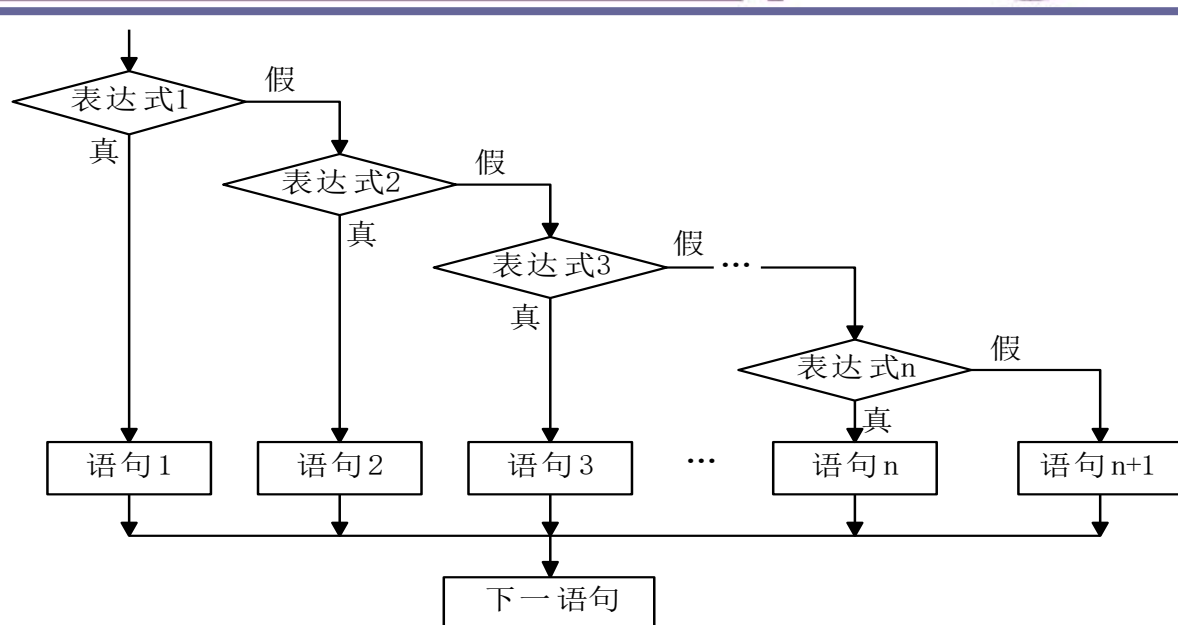 假
表达式1
真
假
表达式2
真
假 …
表达式3
真
假
表达式n
真
语句1 语句2 语句3 … 语句n 语句n+1
下一语句